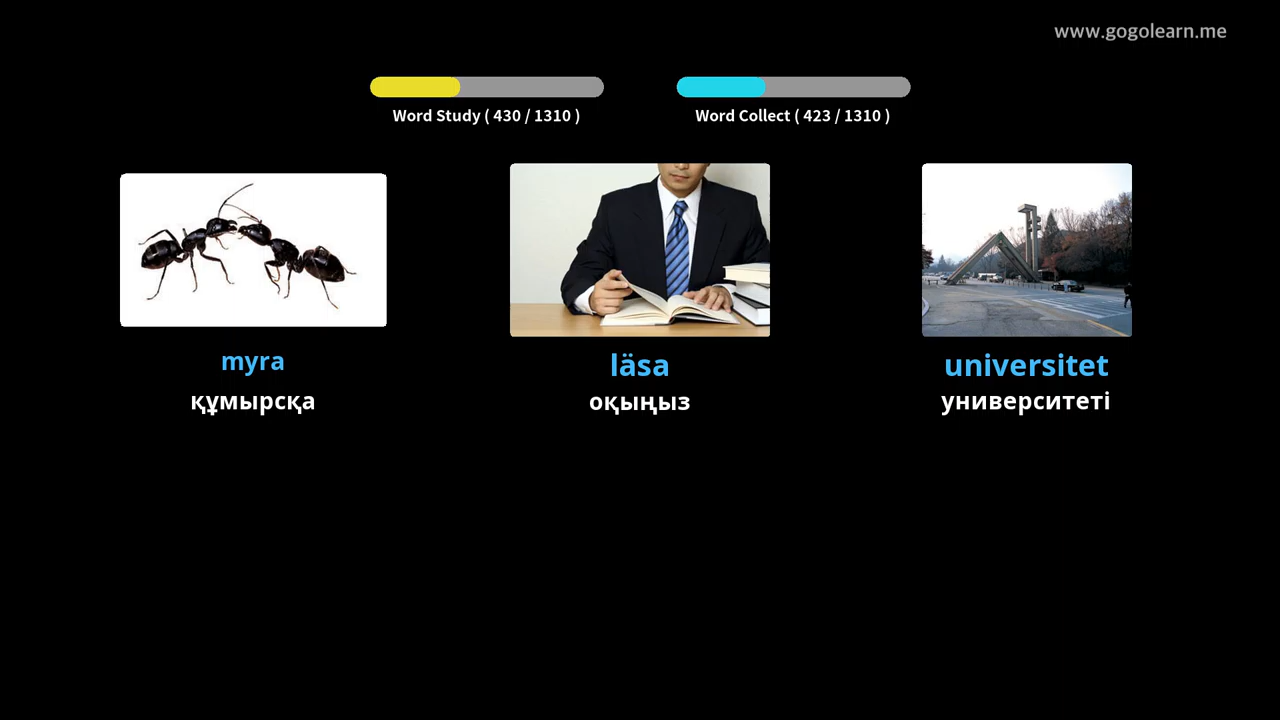 www.gogolearn.me
Word Study ( 430 / 1310 )
Word Collect ( 423 / 1310 )
myra
құмырсқа
läsa
оқыңыз
universitet
университеті